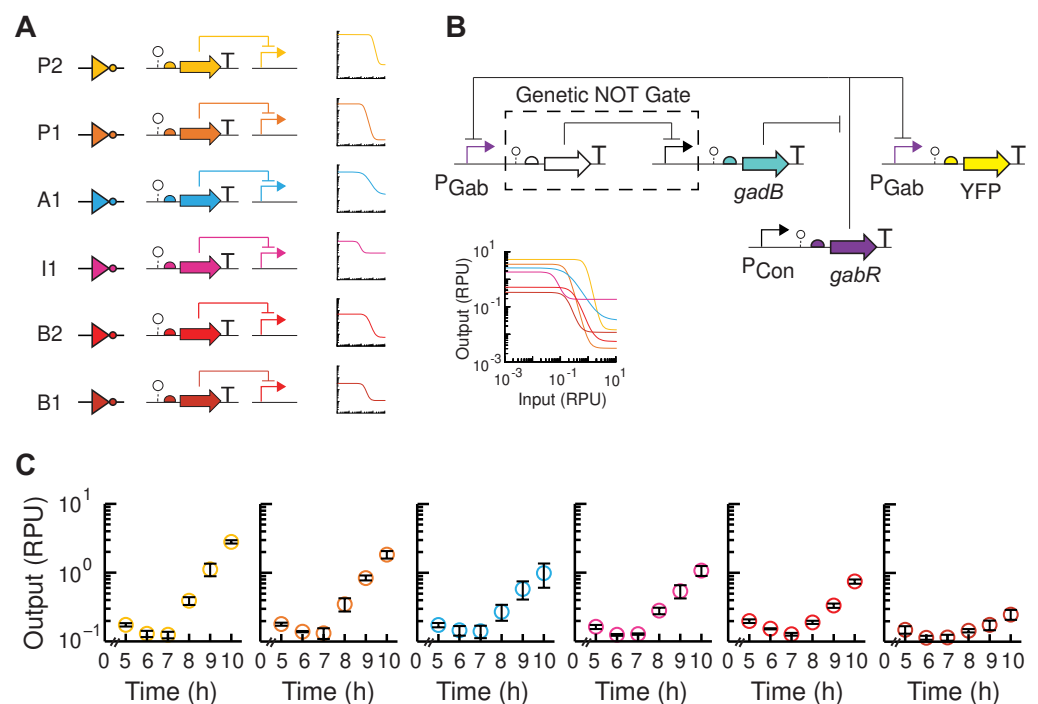 A
P2
P1
A1
I1
B2
B1
B
Genetic NOT Gate
PGab
gadB
PGab
YFP
PCon
gabR
Output (RPU)
10^1
10^-1
10^-3
10^-3
10^-1
10^1
Input (RPU)
C
Output (RPU)
10^1
10^0
10^-1
0 5 6 7 8 9 10
0 5 6 7 8 9 10
0 5 6 7 8 9 10
0 5 6 7 8 9 10
0 5 6 7 8 9 10
0 5 6 7 8 9 10
Time (h)
Time (h)
Time (h)
Time (h)
Time (h)
Time (h)